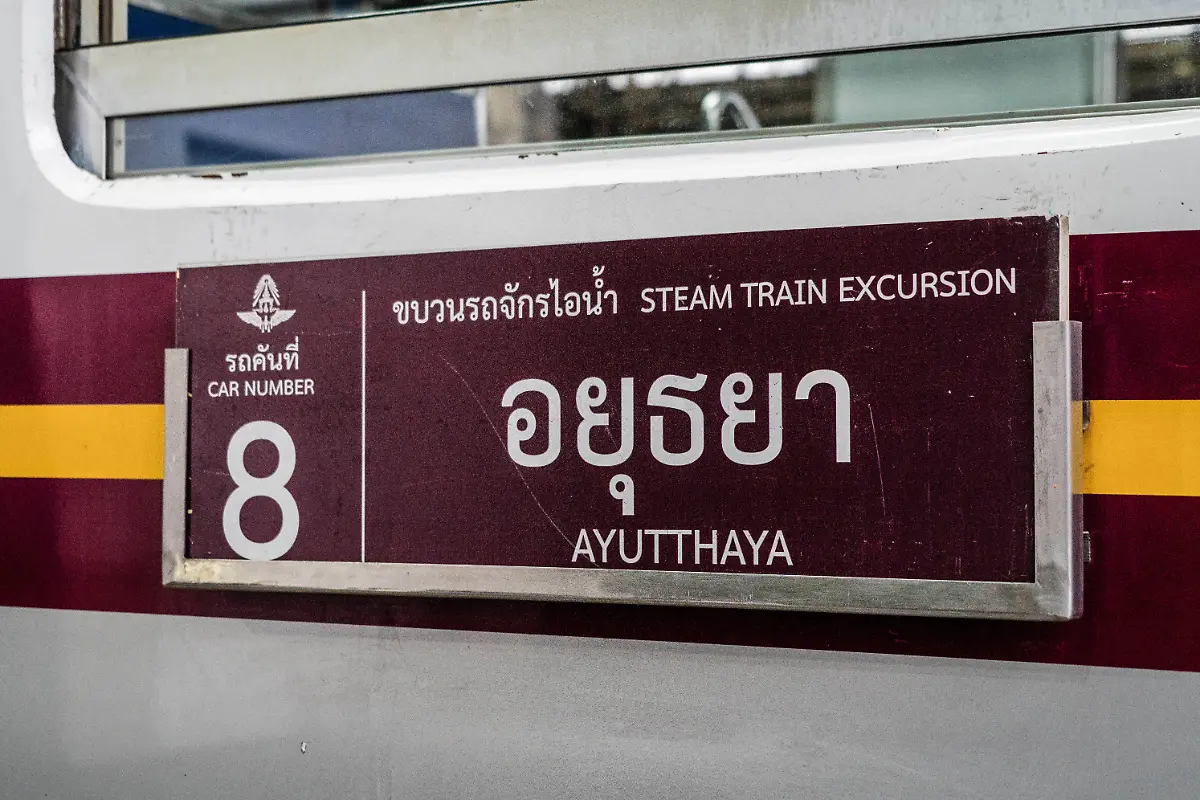 รถคันที่
CAR NUMBER
8
ขบวนรถจักรไอน้ำ STEAM TRAIN EXCURSION
อยุธยา
AYUTTHAYA